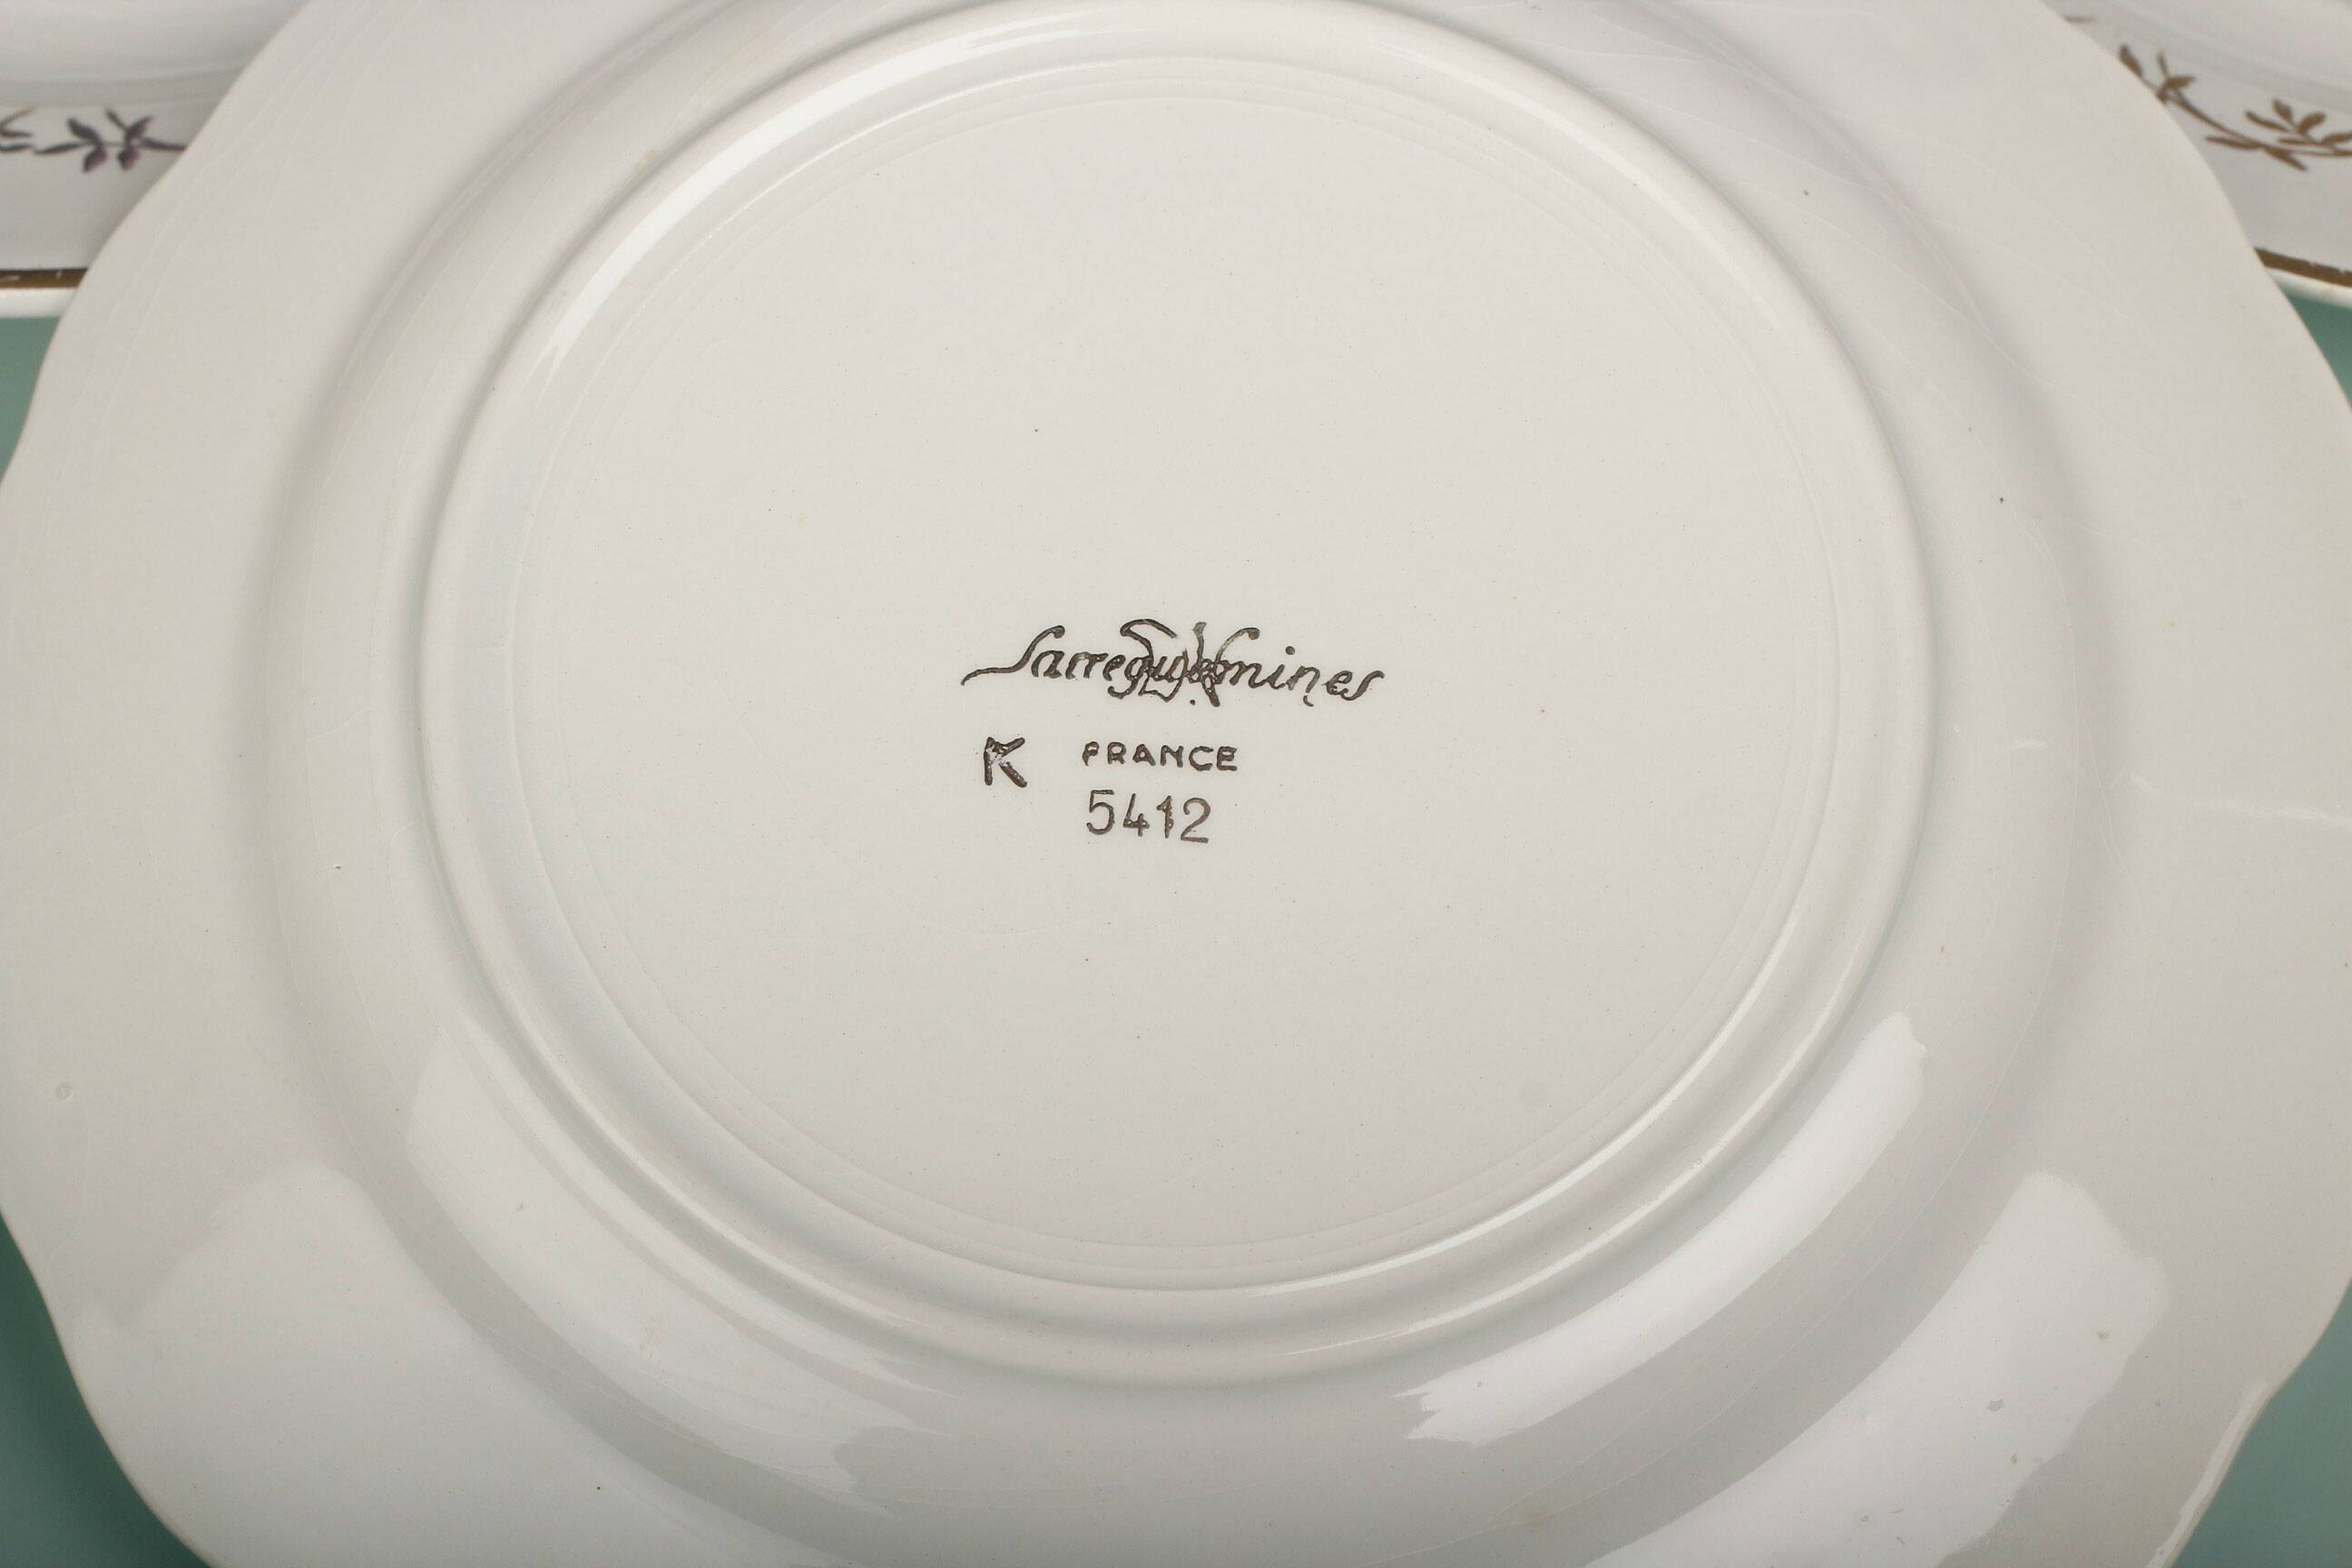 Sarreguemines
K FRANCE
5412